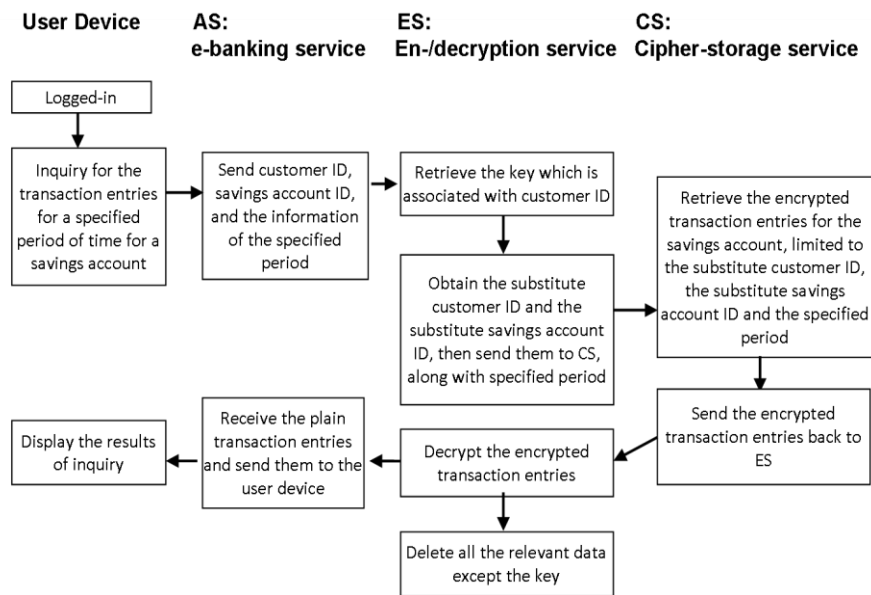 User Device
AS:
e-banking service
ES:
En-/decryption service
CS:
Cipher-storage service
Logged-in
Inquiry for the
transaction entries
for a specified
period of time for a
savings account
Send customer ID,
savings account ID,
and the information
of the specified
period
Retrieve the key which is
associated with customer ID
Obtain the substitute
customer ID and the
substitute savings account
ID, then send them to CS,
along with specified period
Retrieve the encrypted
transaction entries for the
savings account, limited to
the substitute customer ID,
the substitute savings
account ID and the specified
period
Send the encrypted
transaction entries back to
ES
Decrypt the encrypted
transaction entries
Receive the plain
transaction entries
and send them to the
user device
Display the results
of inquiry
Delete all the relevant data
except the key